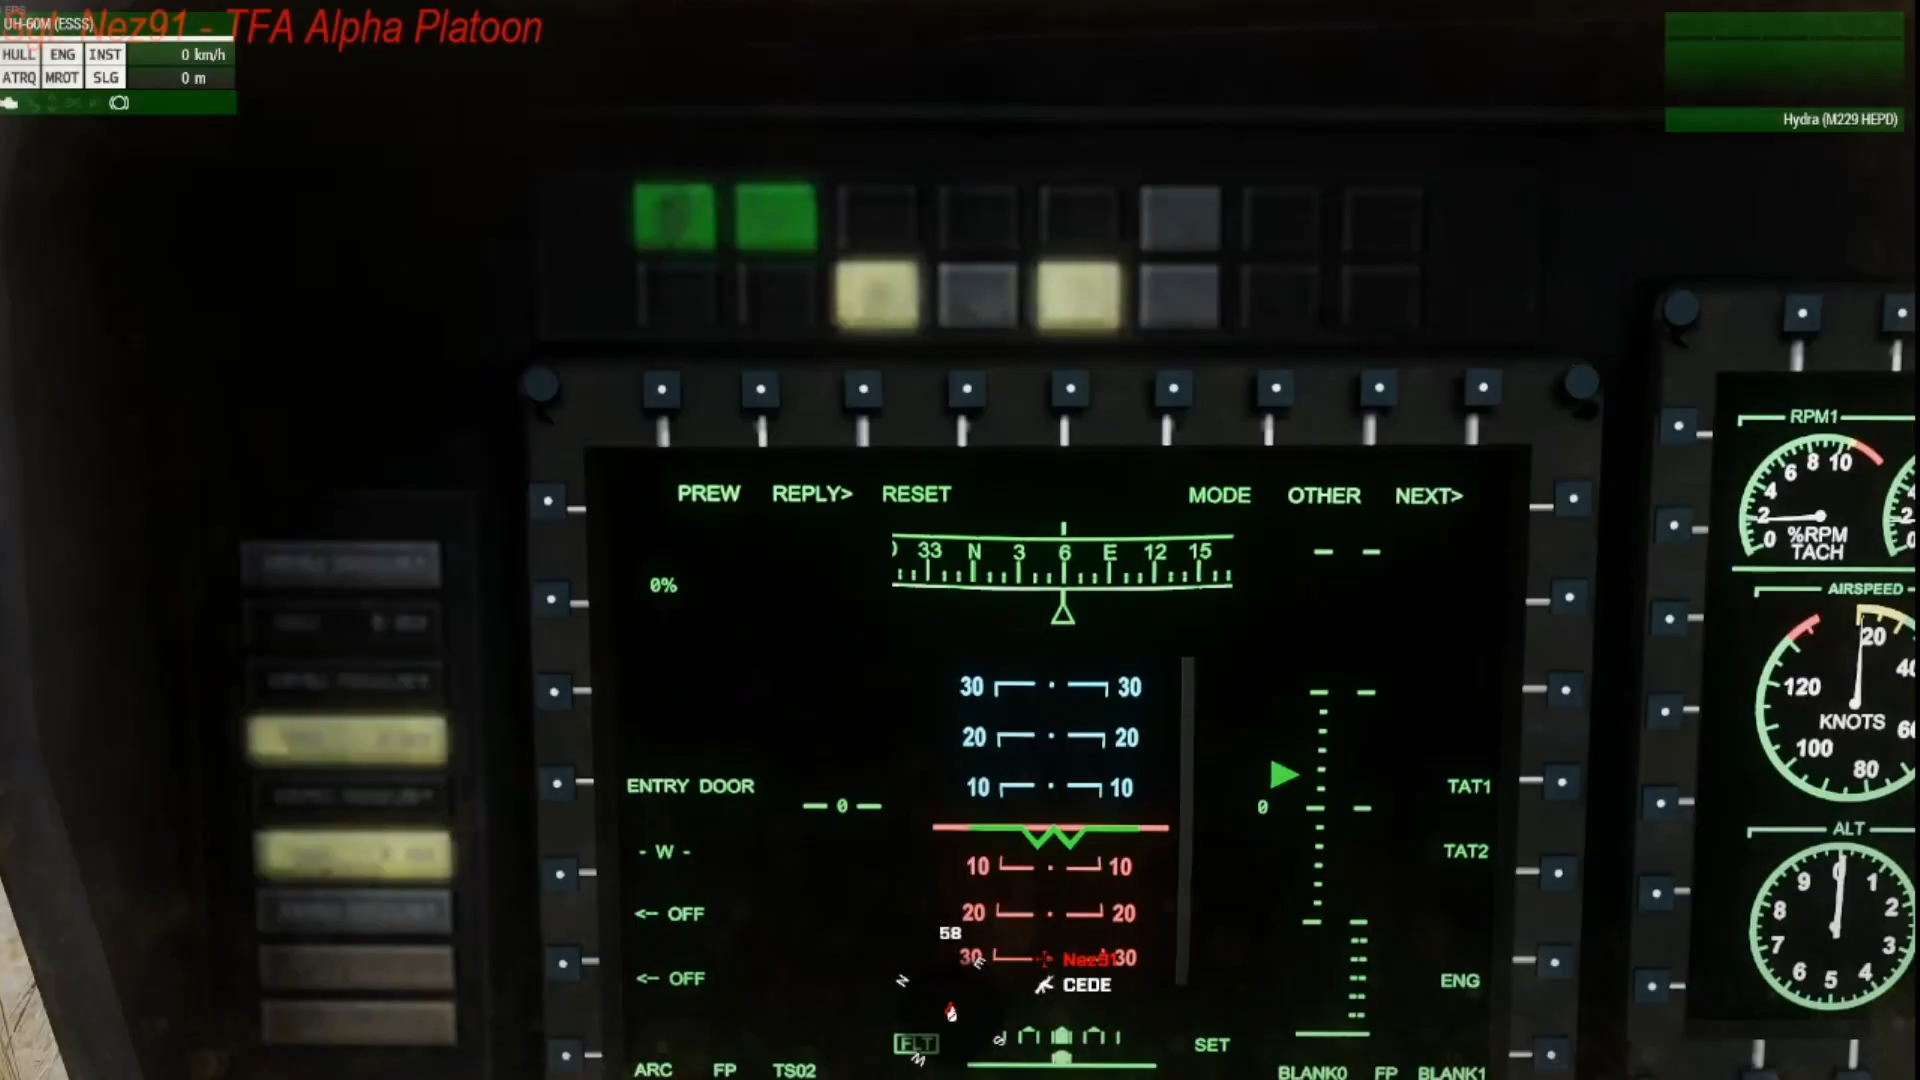 UH-60M (ESSS)
Sgt Nez91 - TFA Alpha Platoon
HULL ENG INST 0 km/h
ATRQ MROT SLG 0 m
Hydra (M229 HEPD)
PREW REPLY> RESET MODE OTHER NEXT>
33 N 3 6 E 12 15
0%
30 30
20 20
10 10
ENTRY DOOR
0
0
TAT1
- W -
TAT2
10 10
<- OFF
20 20
58
30 Nez91 30
N E
CEDE
<- OFF
ENG
FLT
S
W
SET
ARC FP TS02
BLANK0 FP BLANK1
RPM1
0 2 4 6 8 10
%RPM
TACH
AIRSPEED
20 40 60 80 100 120
KNOTS
ALT
0 1 2 3 4 5 6 7 8 9